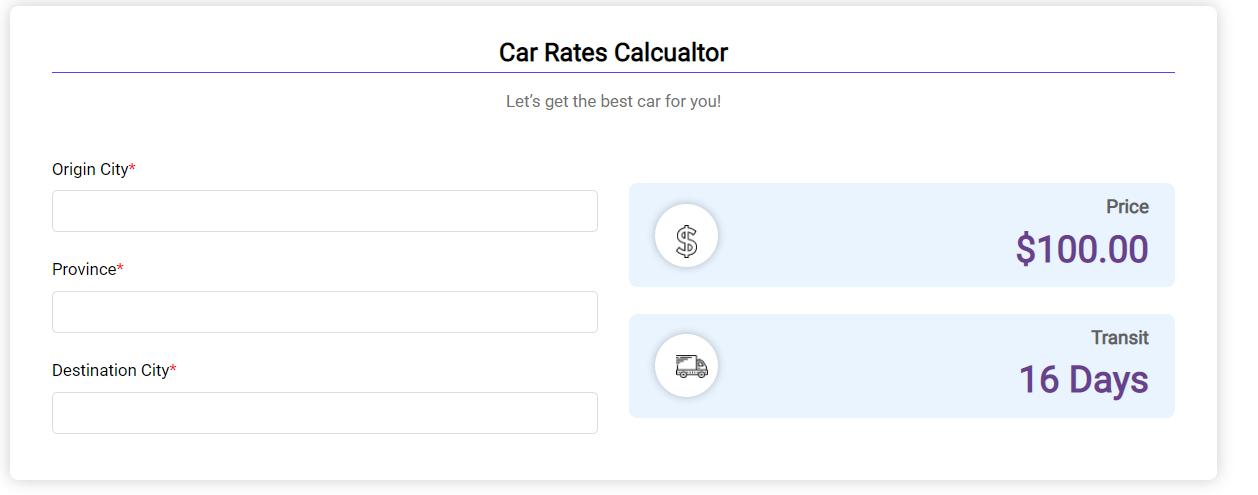 Car Rates Calcualtor
Let’s get the best car for you!
Origin City*
Province*
Destination City*
$
Price
$100.00
Transit
16 Days